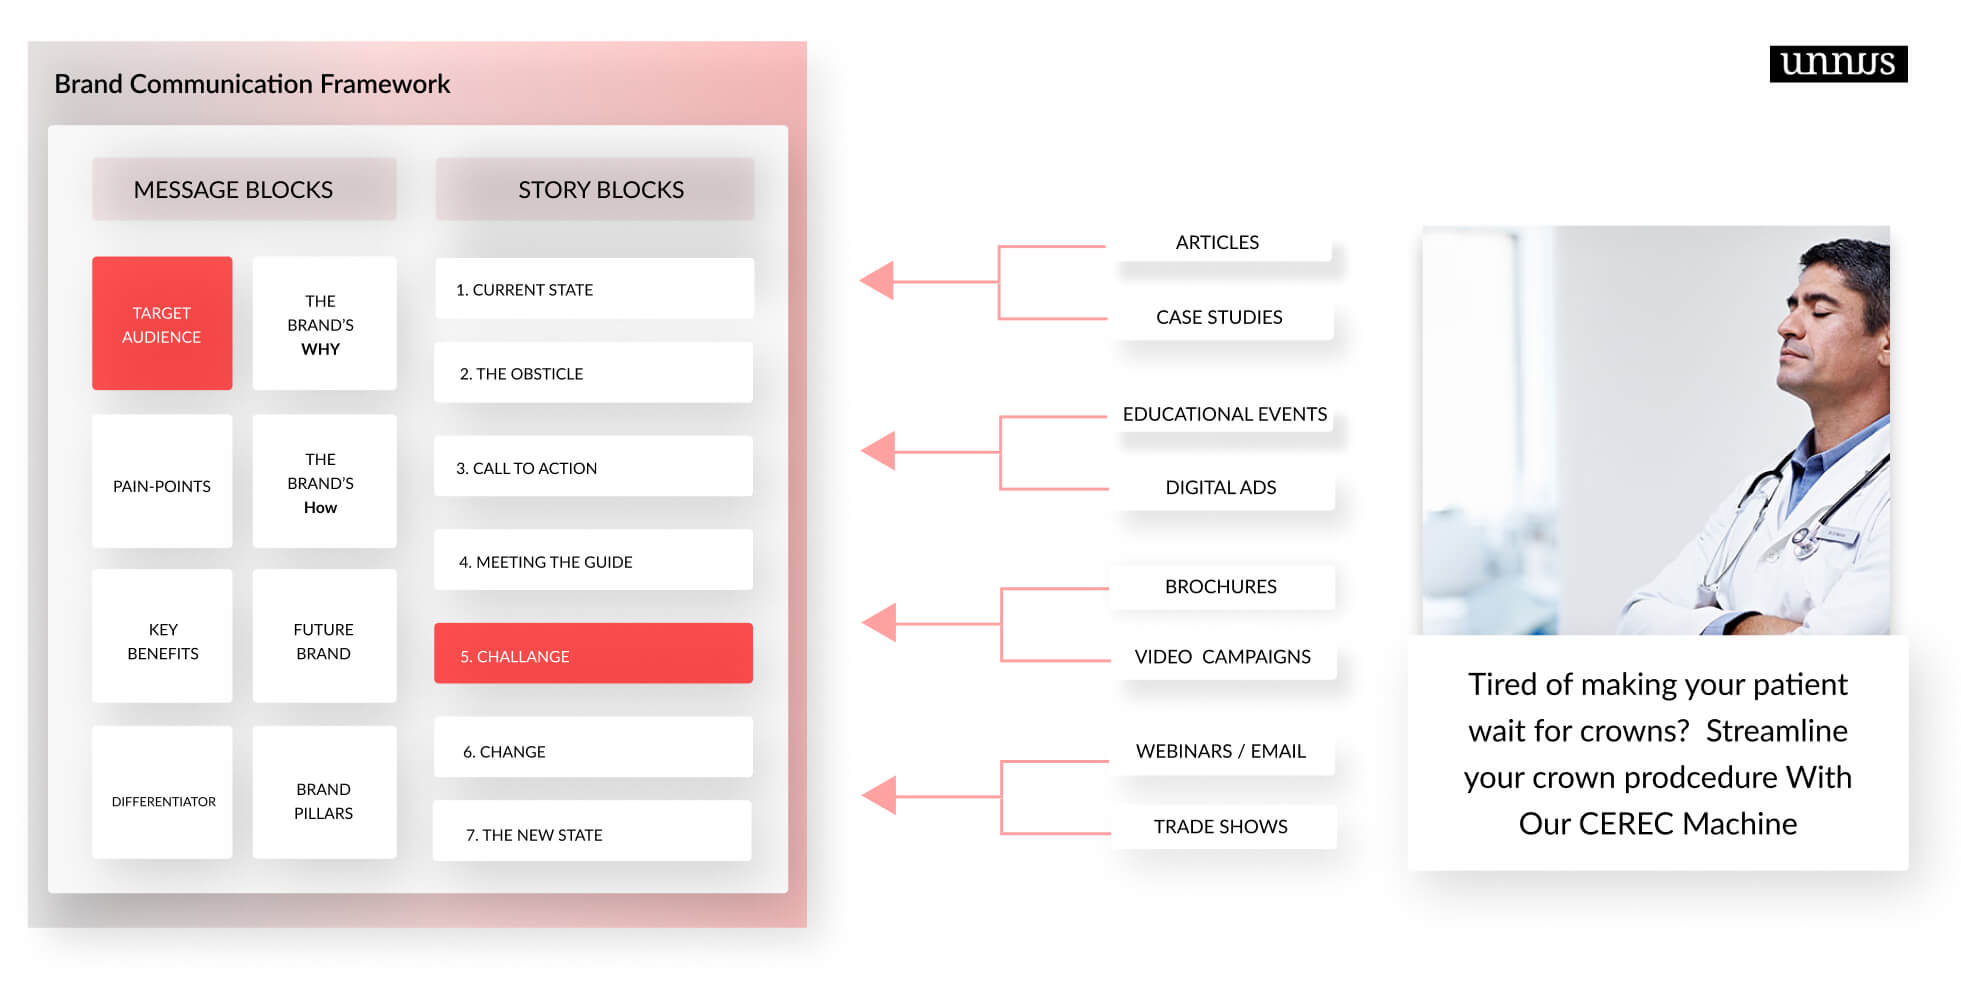 Brand Communication Framework
unnus
MESSAGE BLOCKS
STORY BLOCKS
TARGET
AUDIENCE
THE
BRAND'S
WHY
PAIN-POINTS
THE
BRAND'S
How
KEY
BENEFITS
FUTURE
BRAND
DIFFERENTIATOR
BRAND
PILLARS
1. CURRENT STATE
2. THE OBSTICLE
3. CALL TO ACTION
4. MEETING THE GUIDE
5. CHALLANGE
6. CHANGE
7. THE NEW STATE
ARTICLES
CASE STUDIES
EDUCATIONAL EVENTS
DIGITAL ADS
BROCHURES
VIDEO CAMPAIGNS
WEBINARS / EMAIL
TRADE SHOWS
Tired of making your patient
wait for crowns? Streamline
your crown prodcedure With
Our CEREC Machine